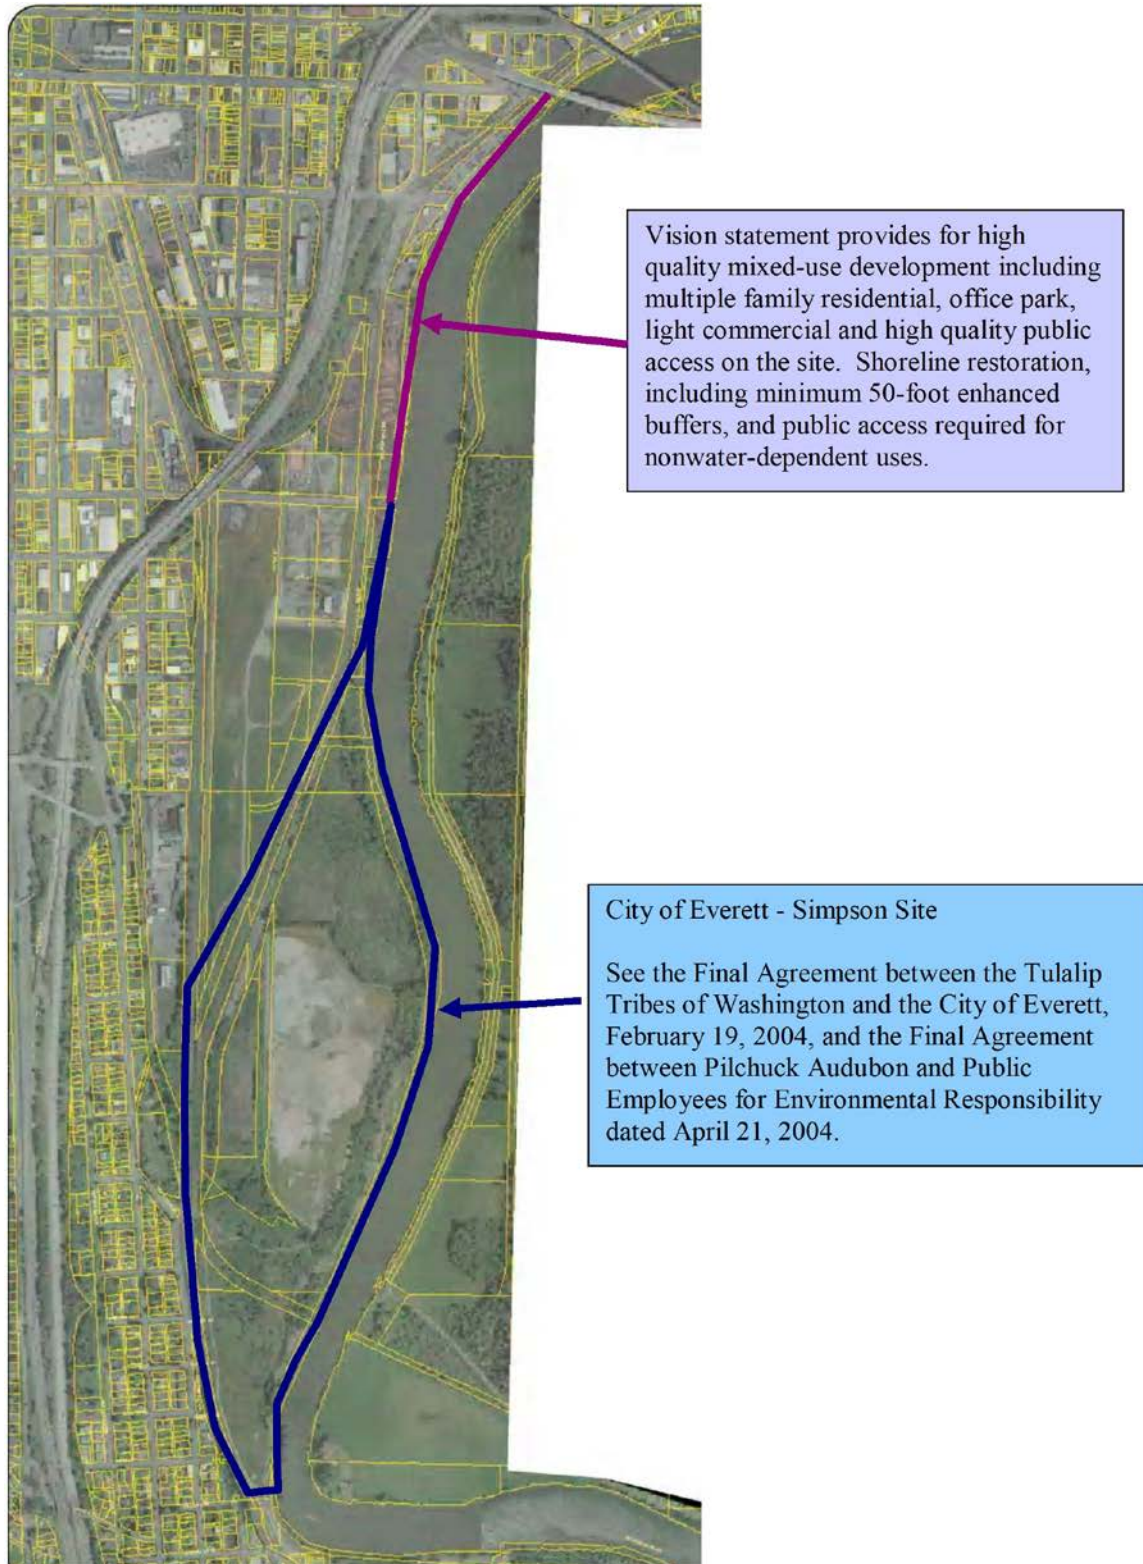 Vision statement provides for high
quality mixed-use development including
multiple family residential, office park,
light commercial and high quality public
access on the site.  Shoreline restoration,
including minimum 50-foot enhanced
buffers, and public access required for
nonwater-dependent uses.
City of Everett - Simpson Site
See the Final Agreement between the Tulalip
Tribes of Washington and the City of Everett,
February 19, 2004, and the Final Agreement
between Pilchuck Audubon and Public
Employees for Environmental Responsibility
dated April 21, 2004.